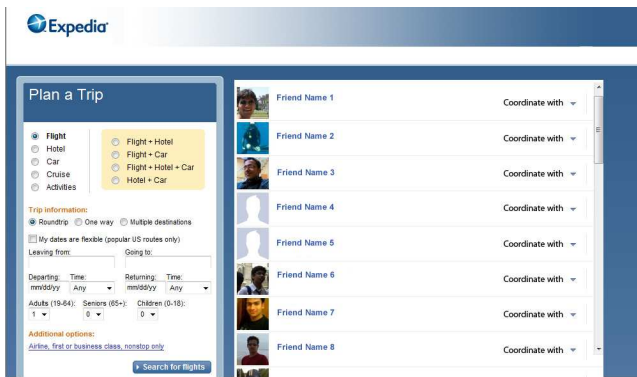 Expedia
Plan a Trip
Flight
Hotel
Car
Cruise
Activities
Flight + Hotel
Flight + Car
Flight + Hotel + Car
Hotel + Car
Trip information:
Roundtrip One way Multiple destinations
My dates are flexible (popular US routes only)
Leaving from: Going to:
Departing: Time: Returning: Time:
mm/dd/yy Any mm/dd/yy Any
Adults (19-64): Seniors (65+): Children (0-18):
1 0 0
Additional options:
Airline, first or business class, nonstop only
Search for flights
Friend Name 1 Coordinate with
Friend Name 2 Coordinate with
Friend Name 3 Coordinate with
Friend Name 4 Coordinate with
Friend Name 5 Coordinate with
Friend Name 6 Coordinate with
Friend Name 7 Coordinate with
Friend Name 8 Coordinate with